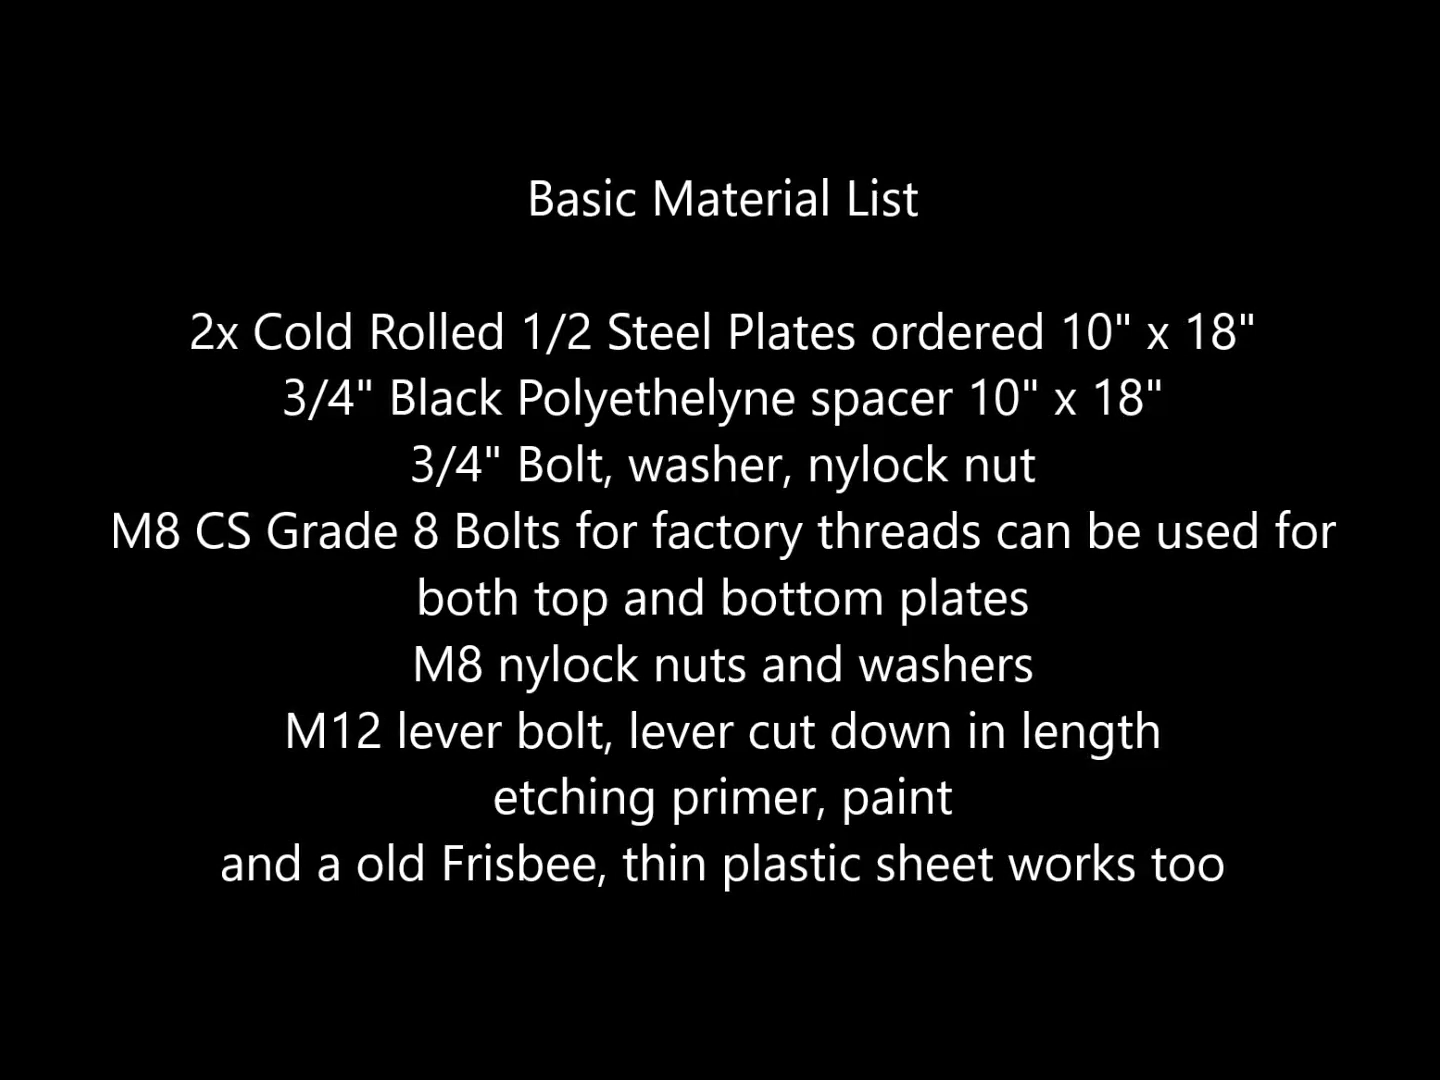 Basic Material List
2x Cold Rolled 1/2 Steel Plates ordered 10" x 18"
3/4" Black Polyethelyne spacer 10" x 18"
3/4" Bolt, washer, nylock nut
M8 CS Grade 8 Bolts for factory threads can be used for
both top and bottom plates
M8 nylock nuts and washers
M12 lever bolt, lever cut down in length
etching primer, paint
and a old Frisbee, thin plastic sheet works too